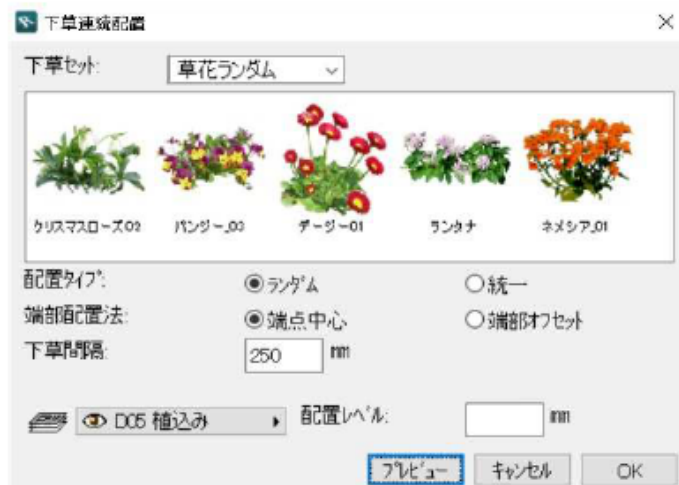 下草連続配置
下草セット: 草花ランダム
クリスマスローズ02 パンジー_03 デージー01 ランタナ ネメシア_01
配置タイプ: ランダム 統一
端部配置法: 端点中心 端部オフセット
下草間隔: 250 mm
D05 植込み 配置レベル: mm
プレビュー キャンセル OK